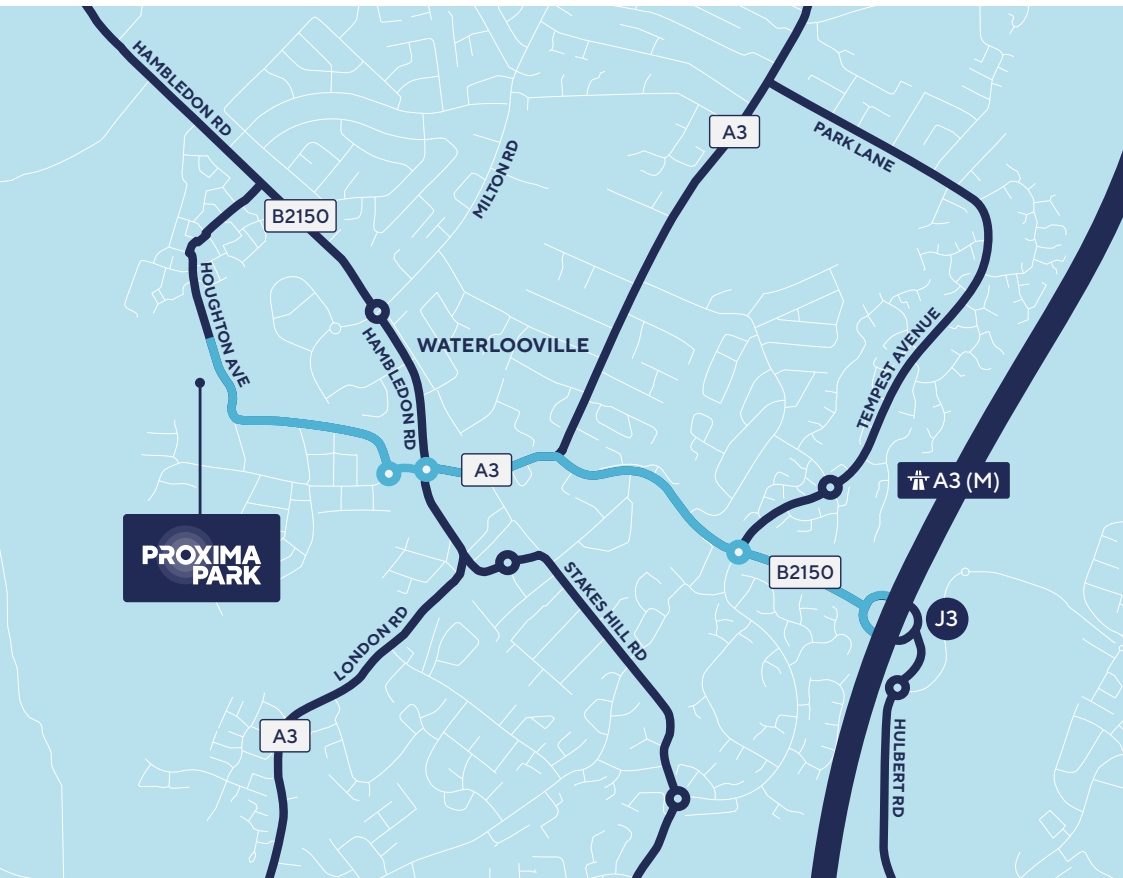 HAMBLEDON RD
A3
PARK LANE
MILTON RD
B2150
HOUGHTON AVE
HAMBLEDON RD
WATERLOOVILLE
TEMPEST AVENUE
A3
A3 (M)
PROXIMA
PARK
B2150
STAKES HILL RD
J3
LONDON RD
A3
HULBERT RD